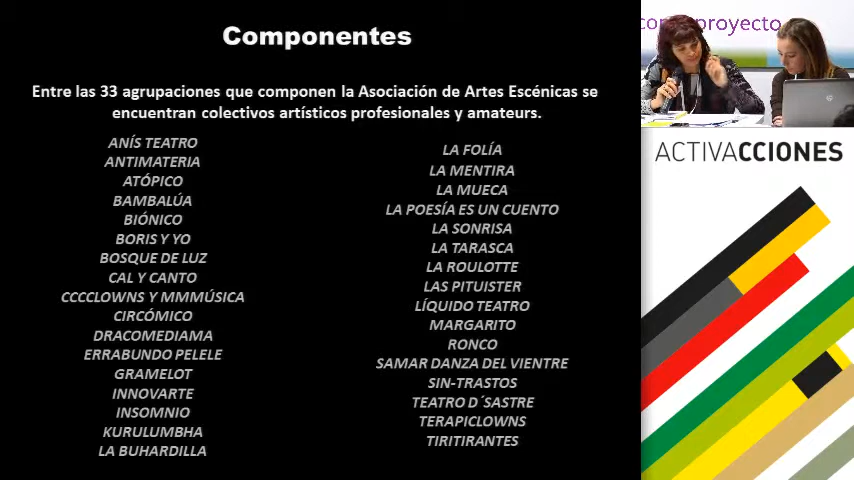 Componentes
Entre las 33 agrupaciones que componen la Asociación de Artes Escénicas se
encuentran colectivos artísticos profesionales y amateurs.
ANÍS TEATRO
ANTIMATERIA
ATÓPICO
BAMBALÚA
BIÓNICO
BORIS Y YO
BOSQUE DE LUZ
CAL Y CANTO
CCCCLOWNS Y MMMÚSICA
CIRCÓMICO
DRACOMEDIAMA
ERRABUNDO PELELE
GRAMELOT
INNOVARTE
INSOMNIO
KURULUMBHA
LA BUHARDILLA
LA FOLÍA
LA MENTIRA
LA MUECA
LA POESÍA ES UN CUENTO
LA SONRISA
LA TARASCA
LA ROULOTTE
LAS PITUISTER
LÍQUIDO TEATRO
MARGARITO
RONCO
SAMAR DANZA DEL VIENTRE
SIN-TRASTOS
TEATRO D´SASTRE
TERAPICLOWNS
TIRITIRANTES
proyecto
ACTIVACCIONES